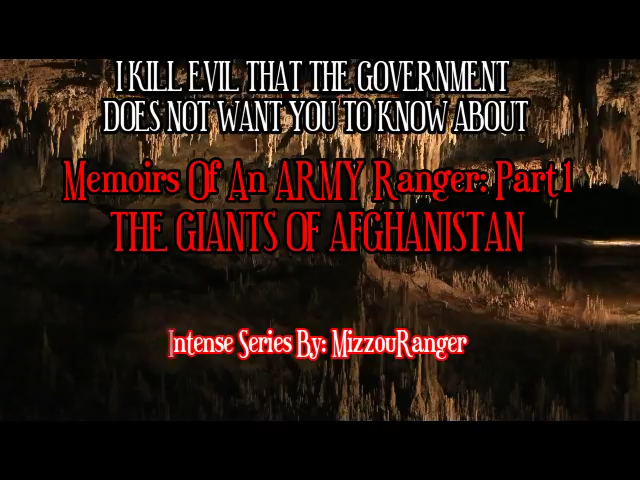 I KILL EVIL THAT THE GOVERNMENT
DOES NOT WANT YOU TO KNOW ABOUT
Memoirs Of An ARMY Ranger: Part 1
THE GIANTS OF AFGHANISTAN
Intense Series By: MizzouRanger